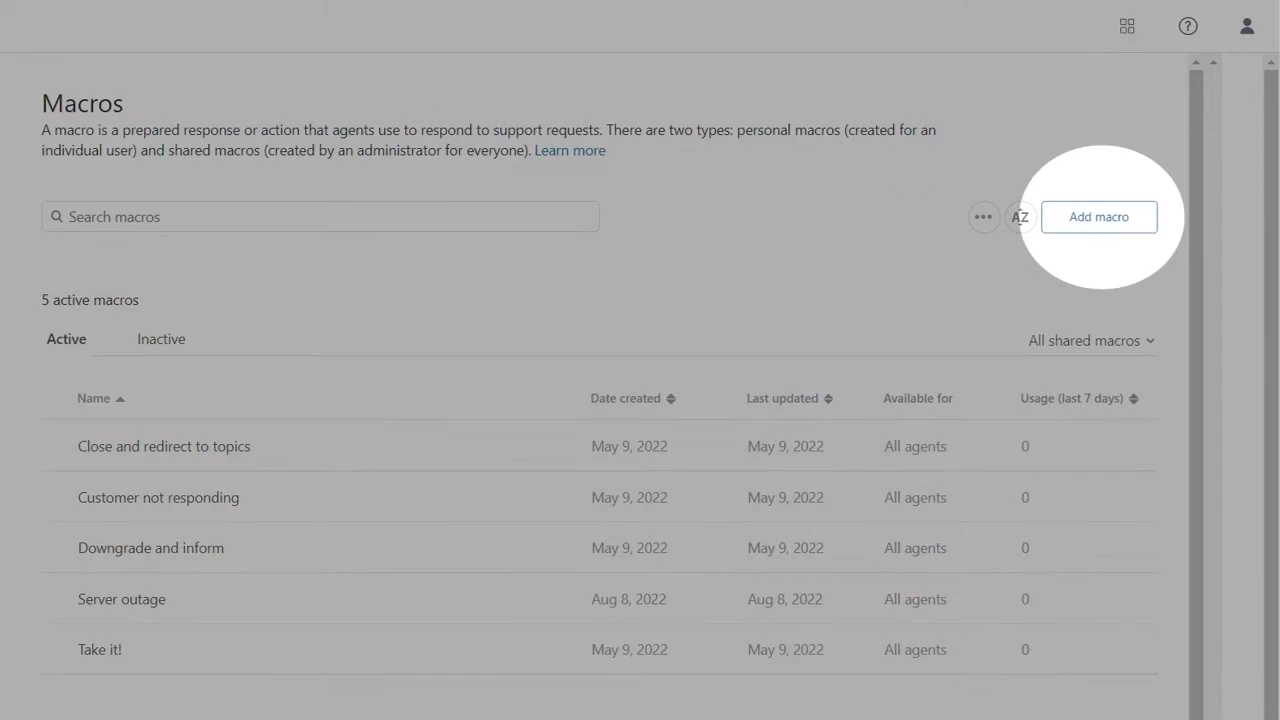 Macros
A macro is a prepared response or action that agents use to respond to support requests. There are two types: personal macros (created for an
individual user) and shared macros (created by an administrator for everyone). Learn more
Search macros
••• AZ Add macro
5 active macros
Active Inactive All shared macros
Name Date created Last updated Available for Usage (last 7 days)
Close and redirect to topics May 9, 2022 May 9, 2022 All agents 0
Customer not responding May 9, 2022 May 9, 2022 All agents 0
Downgrade and inform May 9, 2022 May 9, 2022 All agents 0
Server outage Aug 8, 2022 Aug 8, 2022 All agents 0
Take it! May 9, 2022 May 9, 2022 All agents 0